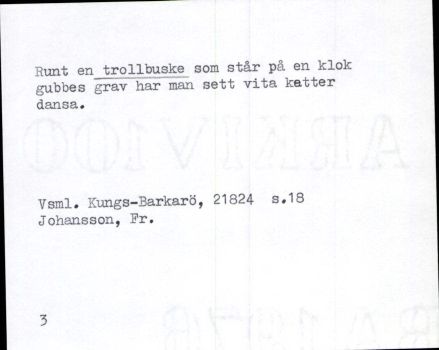 Runt en trollbuske som står på en klok
gubbes grav har man sett vita katter
dansa.
Vsml. Kungs-Barkarö, 21824 s.18
Johansson, Fr.
3